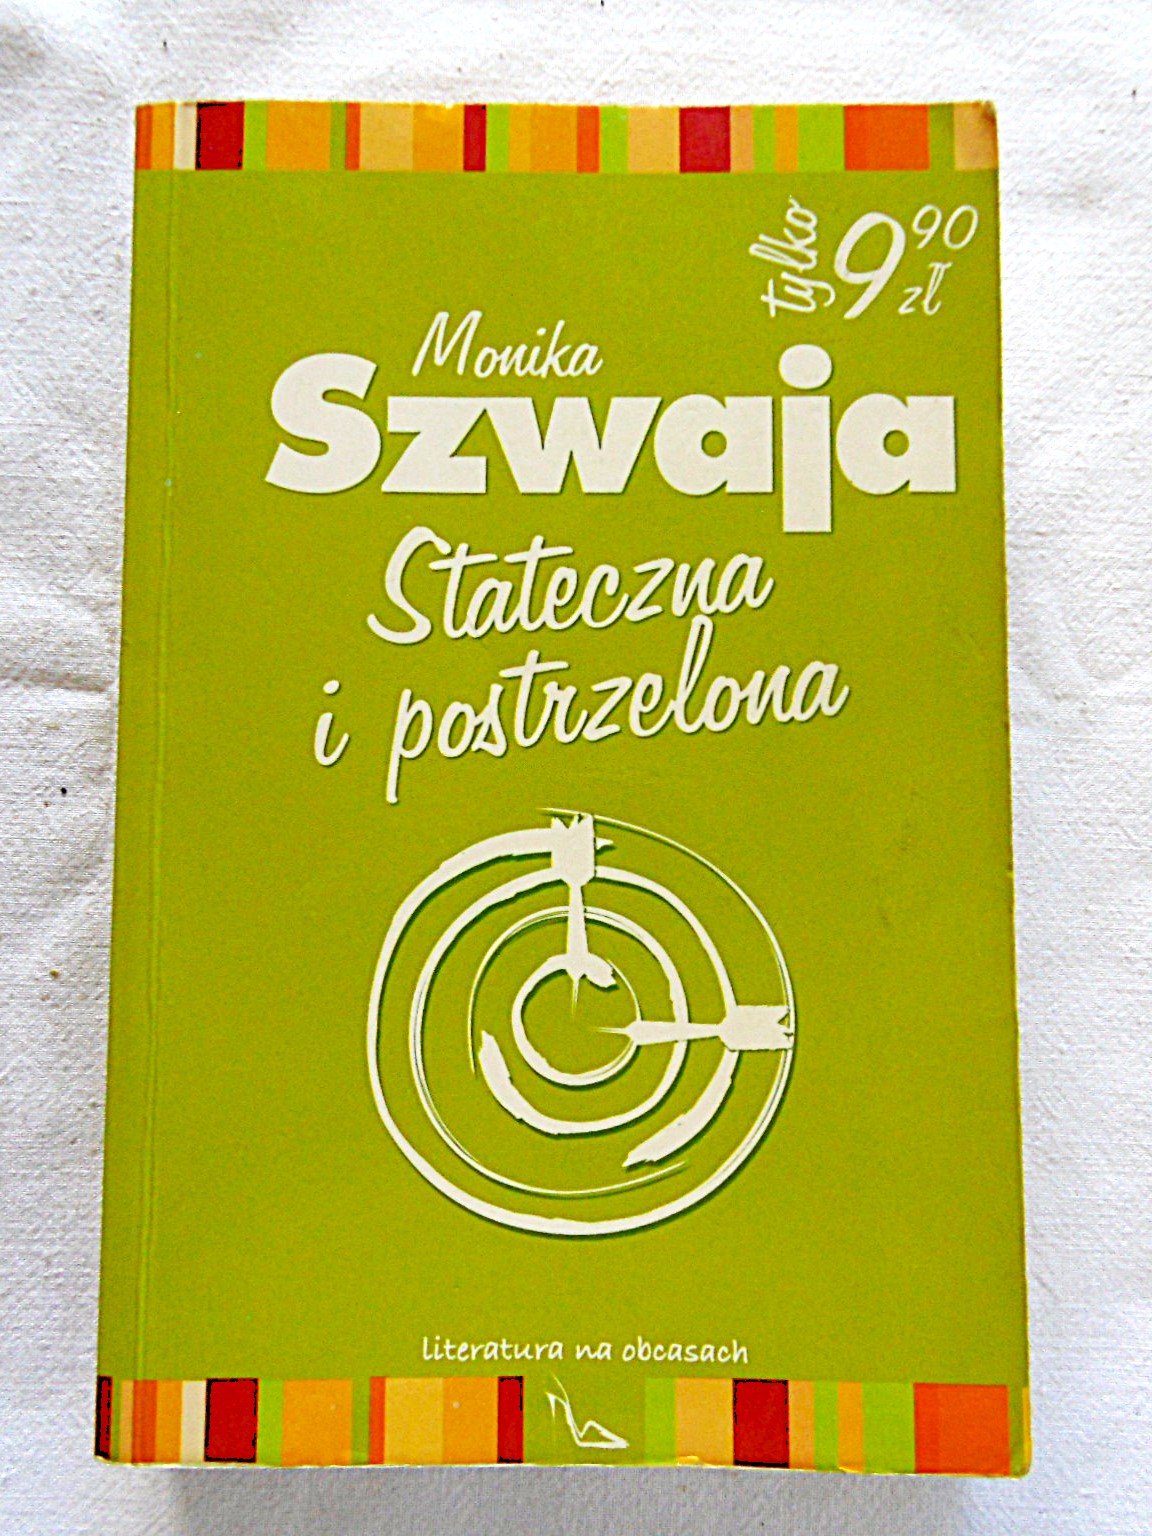 tylko 9 90 zł
Monika
Szwaja
Stateczna
i postrzelona
literatura na obcasach